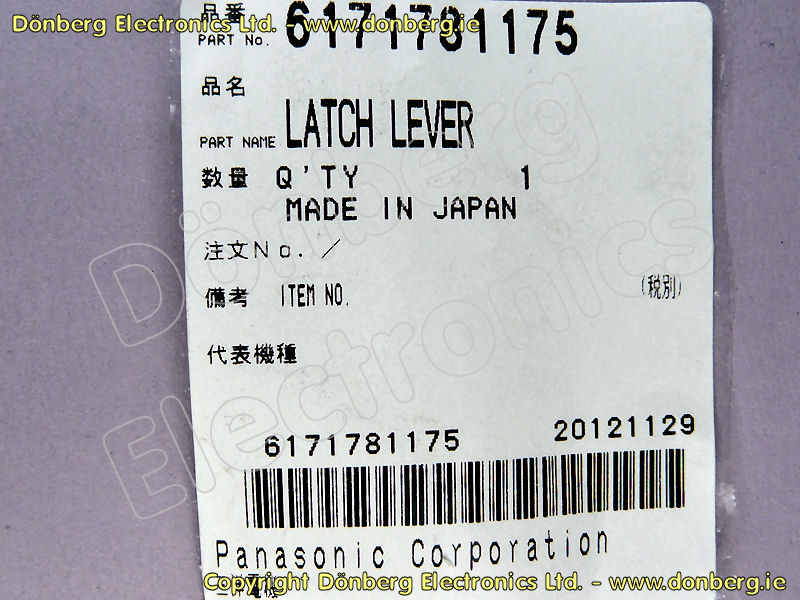 Dönberg Electronics Ltd. - www.donberg.ie
品番
PART No. 6171781175
品名
PART NAME LATCH LEVER
数量 Q'TY 1
MADE IN JAPAN
注文No. /
備考 ITEM NO. (税別)
代表機種
6171781175 20121129
Panasonic Corporation
Copyright Dönberg Electronics Ltd. - www.donberg.ie
Dönberg
Electronics